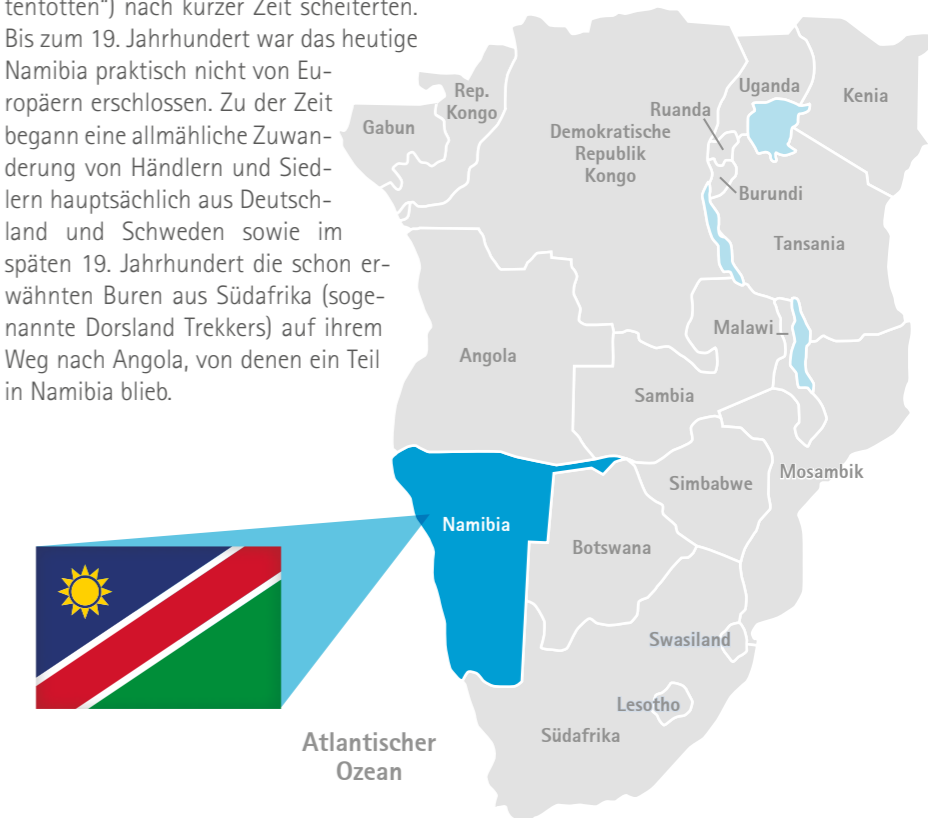 tentotten“) nach kurzer Zeit scheiterten.
Bis zum 19. Jahrhundert war das heutige
Namibia praktisch nicht von Eu-
ropäern erschlossen. Zu der Zeit
begann eine allmähliche Zuwan-
derung von Händlern und Sied-
lern hauptsächlich aus Deutsch-
land und Schweden sowie im
späten 19. Jahrhundert die schon er-
wähnten Buren aus Südafrika (soge-
nannte Dorsland Trekkers) auf ihrem
Weg nach Angola, von denen ein Teil
in Namibia blieb.
Uganda
Kenia
Rep.
Kongo
Ruanda
Gabun
Demokratische
Republik
Kongo
Burundi
Tansania
Malawi
Angola
Sambia
Mosambik
Simbabwe
Namibia
Botswana
Swasiland
Lesotho
Südafrika
Atlantischer
Ozean